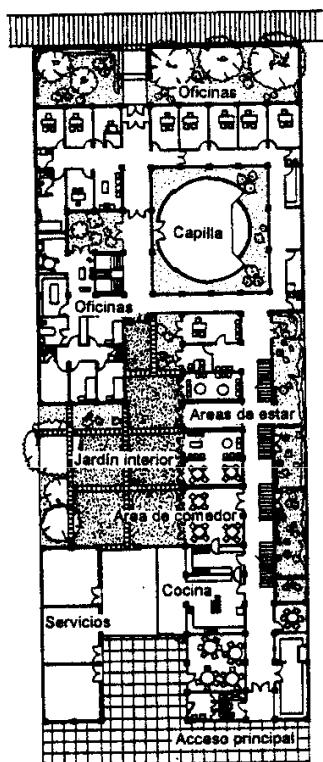 Oficinas
Capilla
Oficinas
Areas de estar
Jardín interior
Area de comedor
Cocina
Servicios
Acceso principal